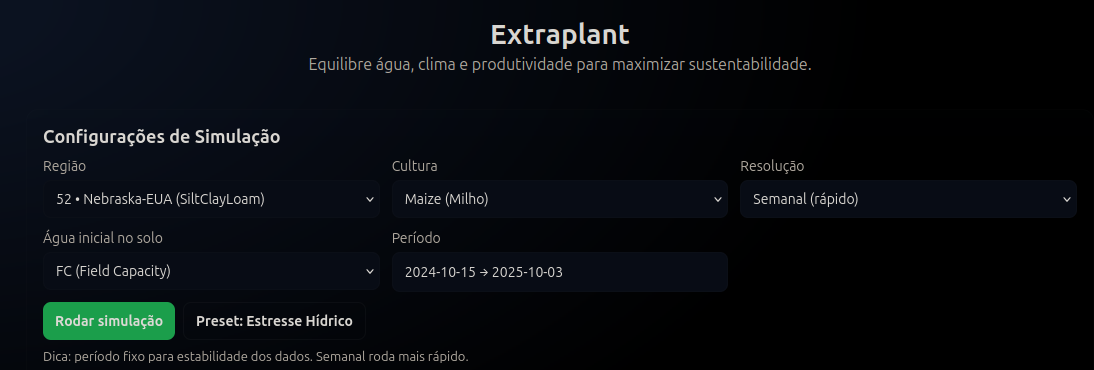 Extraplant
Equilibre água, clima e produtividade para maximizar sustentabilidade.
Configurações de Simulação
Região Cultura Resolução
52 • Nebraska-EUA (SiltClayLoam) Maize (Milho) Semanal (rápido)
Água inicial no solo Período
FC (Field Capacity) 2024-10-15 → 2025-10-03
Rodar simulação Preset: Estresse Hídrico
Dica: período fixo para estabilidade dos dados. Semanal roda mais rápido.